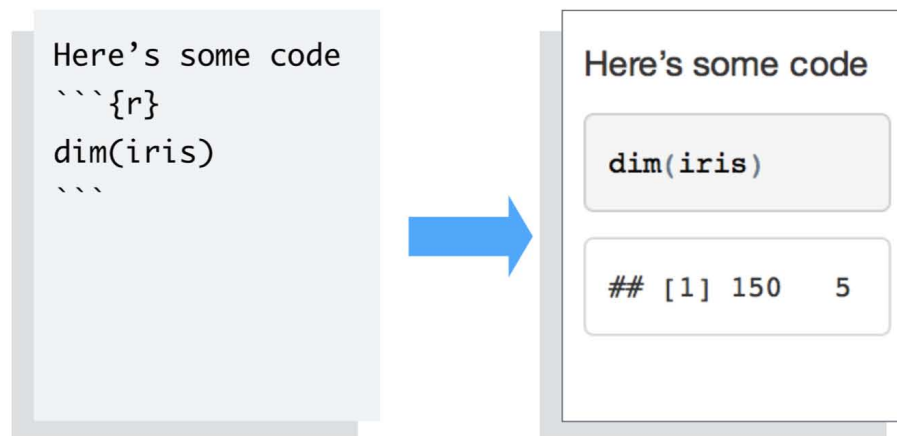 Here’s some code
```{r}
dim(iris)
```
Here’s some code
dim(iris)
## [1] 150   5